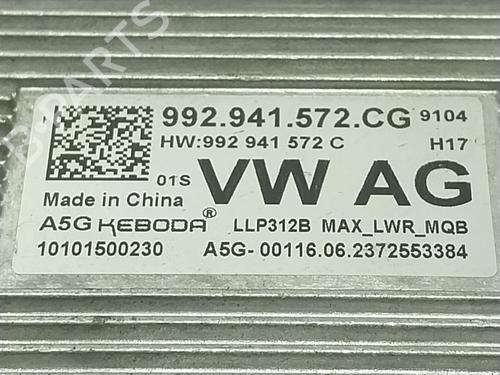 B-PARTS
992.941.572.CG 9104
HW:992 941 572 C H17
01S VW AG
Made in China
A5G KEBODA® LLP312B MAX_LWR_MQB
10101500230 A5G- 00116.06.2372553384